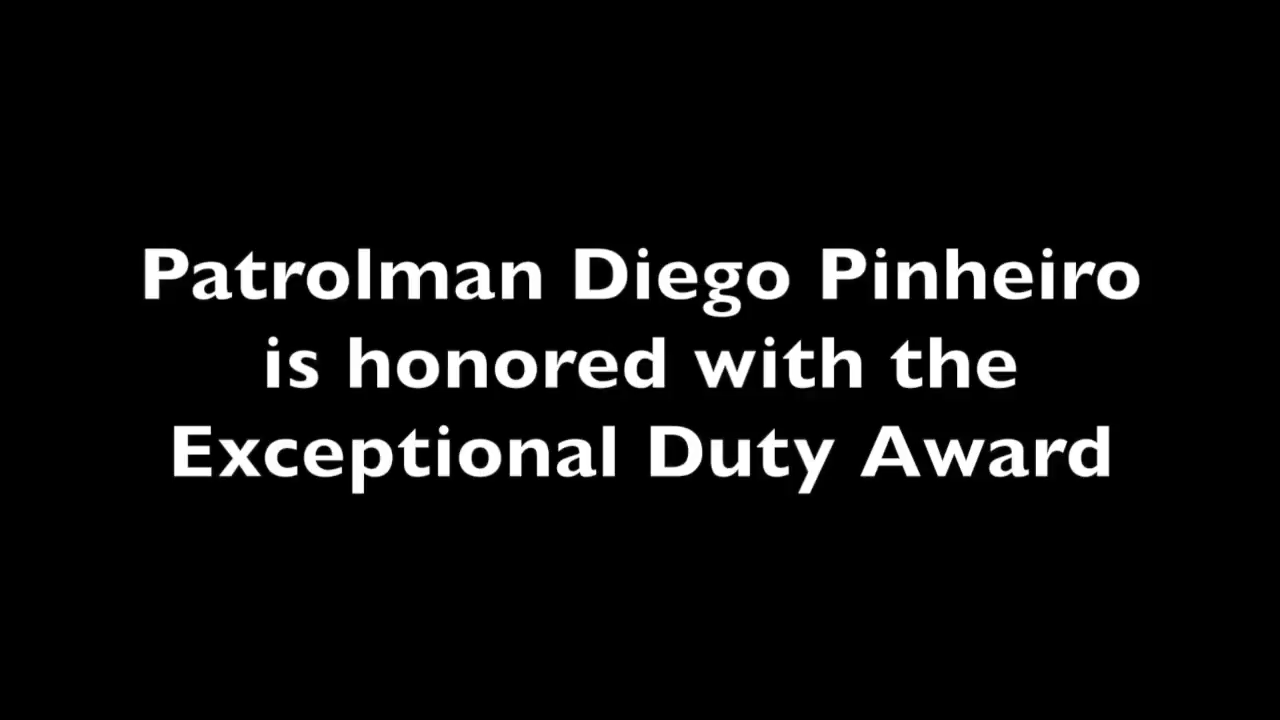 Patrolman Diego Pinheiro
is honored with the
Exceptional Duty Award